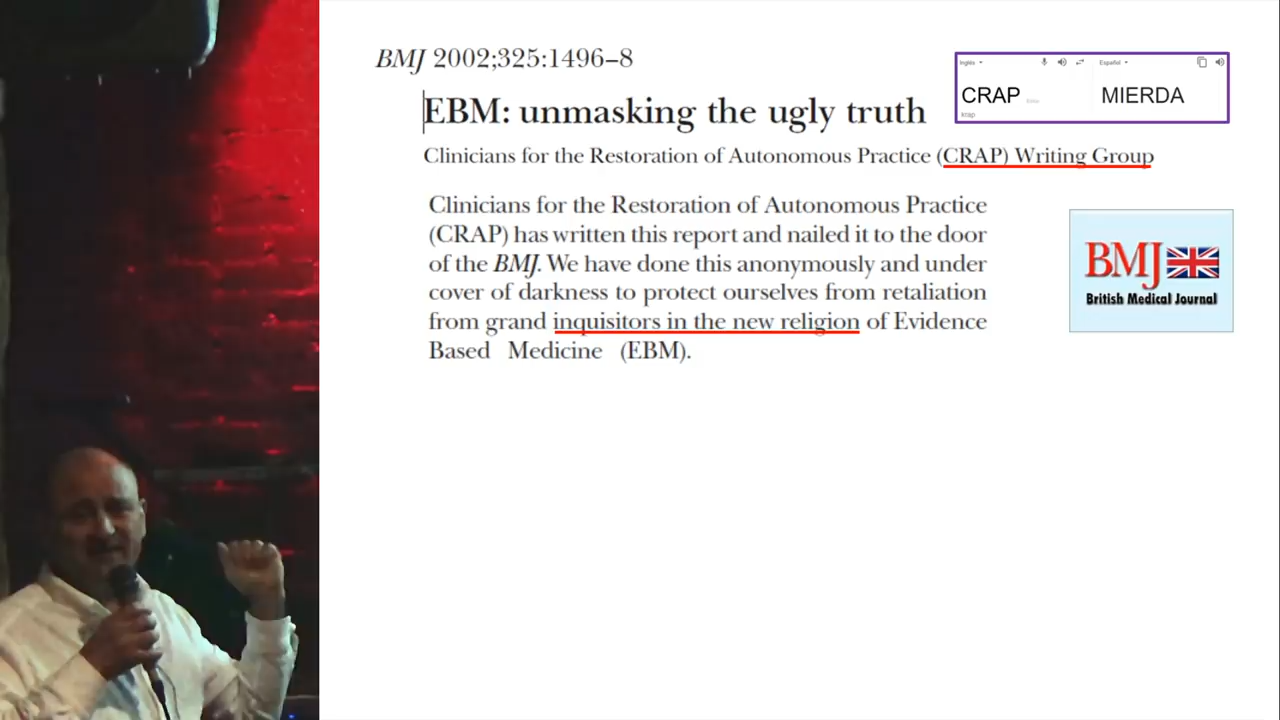 BMJ 2002;325:1496–8
Inglés
Español
CRAP
MIERDA
krap
EBM: unmasking the ugly truth
Clinicians for the Restoration of Autonomous Practice (CRAP) Writing Group
Clinicians for the Restoration of Autonomous Practice
(CRAP) has written this report and nailed it to the door
of the BMJ. We have done this anonymously and under
cover of darkness to protect ourselves from retaliation
from grand inquisitors in the new religion of Evidence
Based Medicine (EBM).
BMJ
British Medical Journal